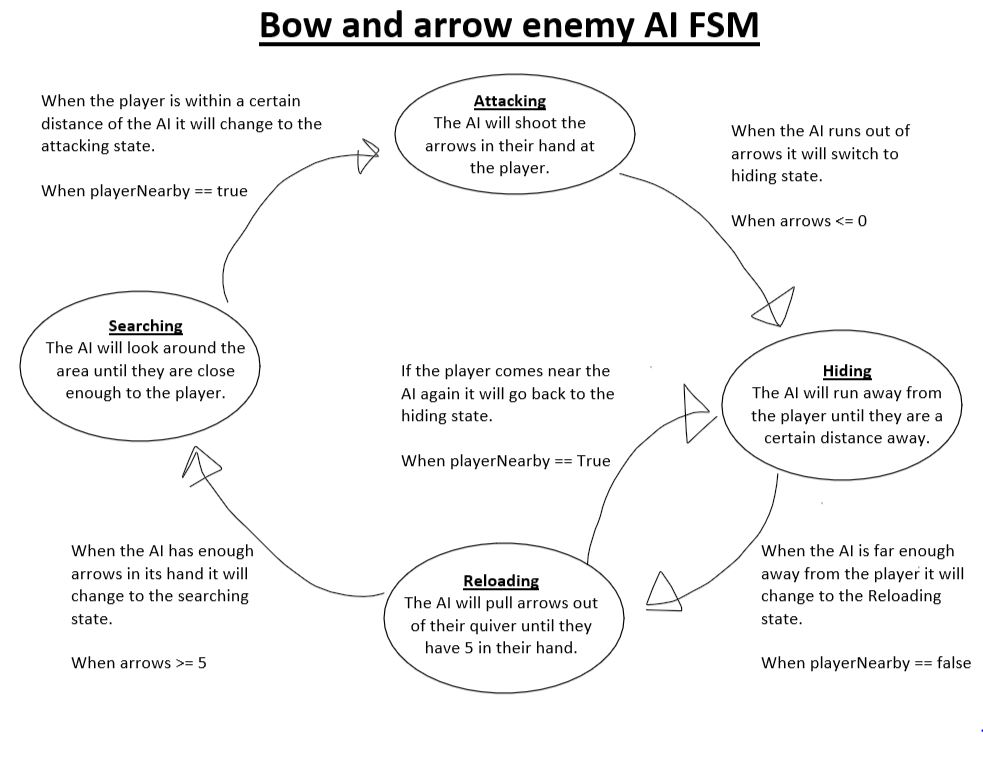 Bow and arrow enemy AI FSM
When the player is within a certain
distance of the AI it will change to the
attacking state.
When playerNearby == true
Attacking
The AI will shoot the
arrows in their hand at
the player.
When the AI runs out of
arrows it will switch to
hiding state.
When arrows <= 0
Searching
The AI will look around the
area until they are close
enough to the player.
If the player comes near the
AI again it will go back to the
hiding state.
When playerNearby == True
Hiding
The AI will run away from
the player until they are a
certain distance away.
When the AI has enough
arrows in its hand it will
change to the searching
state.
When arrows >= 5
Reloading
The AI will pull arrows out
of their quiver until they
have 5 in their hand.
When the AI is far enough
away from the player it will
change to the Reloading
state.
When playerNearby == false